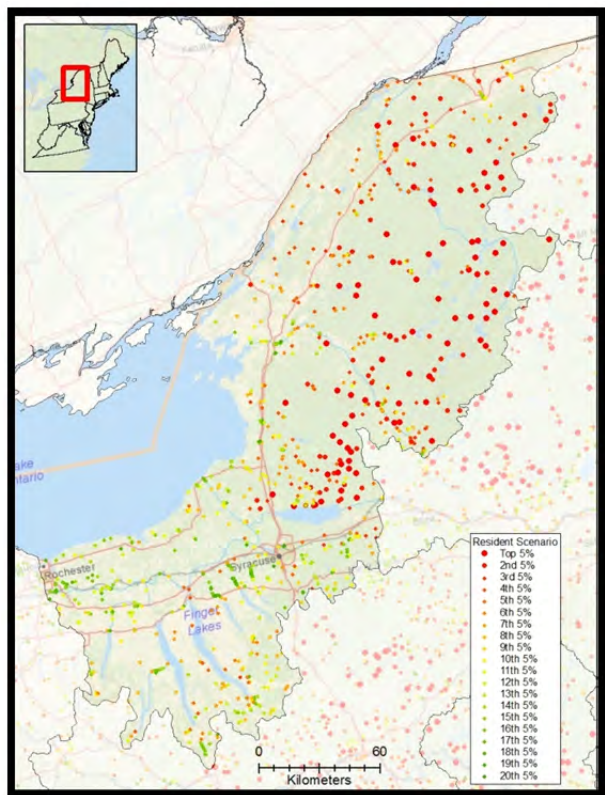 Lake
Ontario
Rochester
Syracuse
Finger
Lakes
Resident Scenario
Top 5%
2nd 5%
3rd 5%
4th 5%
5th 5%
6th 5%
7th 5%
8th 5%
9th 5%
10th 5%
11th 5%
12th 5%
13th 5%
14th 5%
15th 5%
16th 5%
17th 5%
18th 5%
19th 5%
20th 5%
0
60
Kilometers